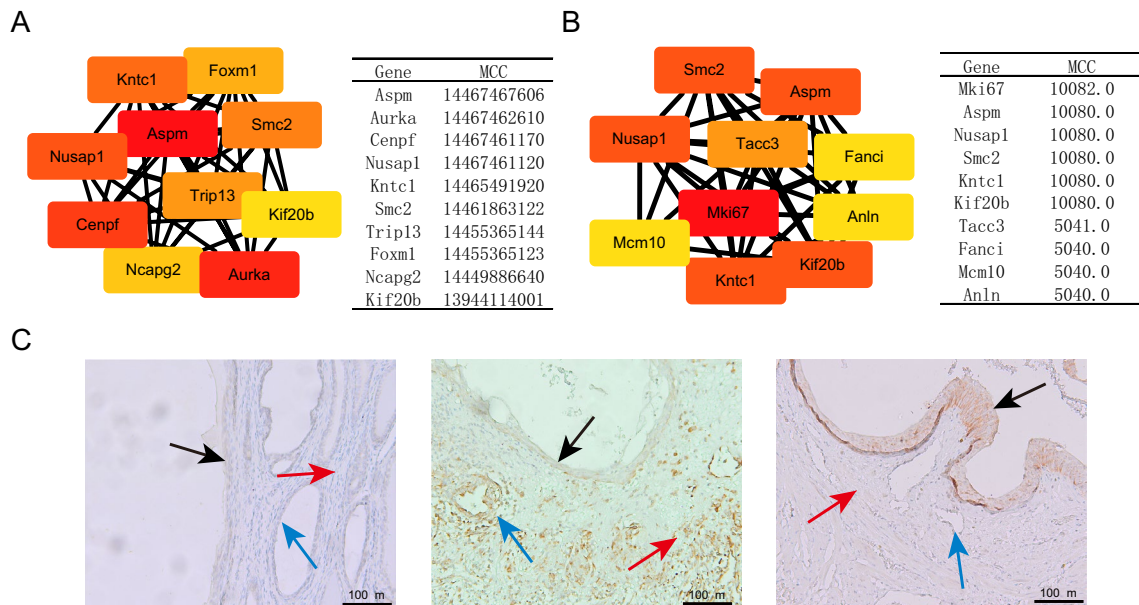 A
Foxm1
Kntc1
Aspm
Smc2
Nusap1
Trip13
Kif20b
Cenpf
Ncapg2
Aurka
Gene MCC
Aspm 14467467606
Aurka 14467462610
Cenpf 14467461170
Nusap1 14467461120
Kntc1 14465491920
Smc2 14461863122
Trip13 14455365144
Foxm1 14455365123
Ncapg2 14449886640
Kif20b 13944114001
B
Smc2
Aspm
Nusap1
Tacc3
Fanci
Mki67
Anln
Mcm10
Kif20b
Kntc1
Gene MCC
Mki67 10082.0
Aspm 10080.0
Nusap1 10080.0
Smc2 10080.0
Kntc1 10080.0
Kif20b 10080.0
Tacc3 5041.0
Fanci 5040.0
Mcm10 5040.0
Anln 5040.0
C
100 m
100 m
100 m